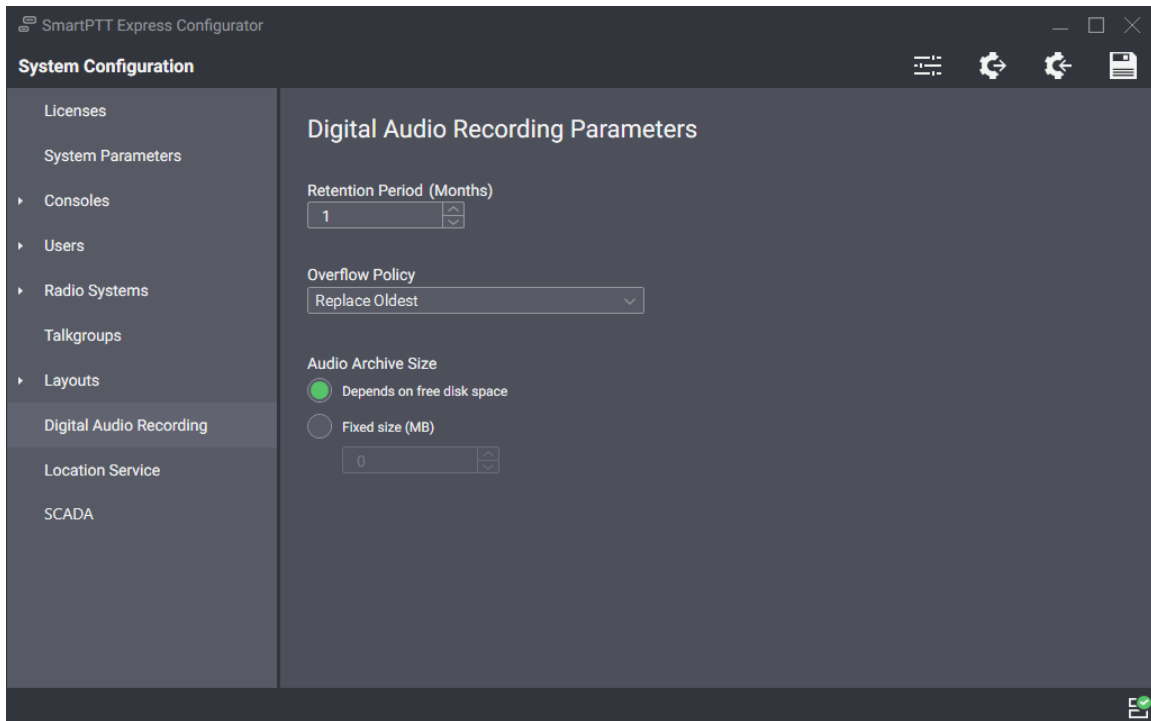 SmartPTT Express Configurator
System Configuration
Licenses
System Parameters
Consoles
Users
Radio Systems
Talkgroups
Layouts
Digital Audio Recording
Location Service
SCADA
Digital Audio Recording Parameters
Retention Period (Months)
1
Overflow Policy
Replace Oldest
Audio Archive Size
Depends on free disk space
Fixed size (MB)
0